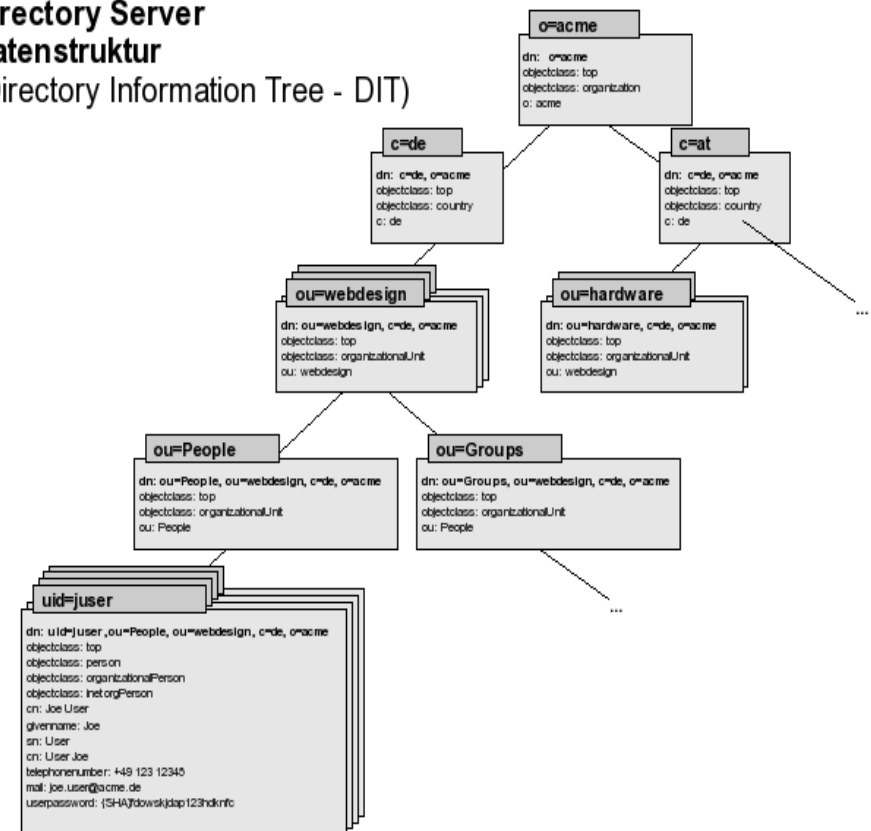 rectory Server
atenstruktur
irectory Information Tree - DIT)
o=acme
dn: o=acme
objectclass: top
objectclass: organization
o: acme
c=de
dn: c=de, o=acme
objectclass: top
objectclass: country
c: de
c=at
dn: c=de, o=acme
objectclass: top
objectclass: country
c: de
...
ou=webdesign
dn: ou=webdesign, c=de, o=acme
objectclass: top
objectclass: organizationalUnit
ou: webdesign
ou=hardware
dn: ou=hardware, c=de, o=acme
objectclass: top
objectclass: organizationalUnit
ou: webdesign
ou=People
dn: ou=People, ou=webdesign, c=de, o=acme
objectclass: top
objectclass: organizationalUnit
ou: People
ou=Groups
dn: ou=Groups, ou=webdesign, c=de, o=acme
objectclass: top
objectclass: organizationalUnit
ou: People
...
uid=juser
dn: uid=juser ,ou=People, ou=webdesign, c=de, o=acme
objectclass: top
objectclass: person
objectclass: organizationalPerson
objectclass: inetorgPerson
cn: Joe User
givenname: Joe
sn: User
cn: User Joe
telephonenumber: +49 123 12345
mail: joe.user@acme.de
userpassword: